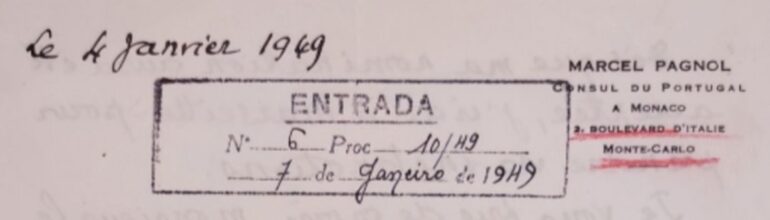 Le 4 Janvier 1949
MARCEL PAGNOL
CONSUL DU PORTUGAL
A MONACO
2. BOULEVARD D'ITALIE
MONTE-CARLO
ENTRADA
Nº 6 Proc 10/49
7 de Janeiro de 1949